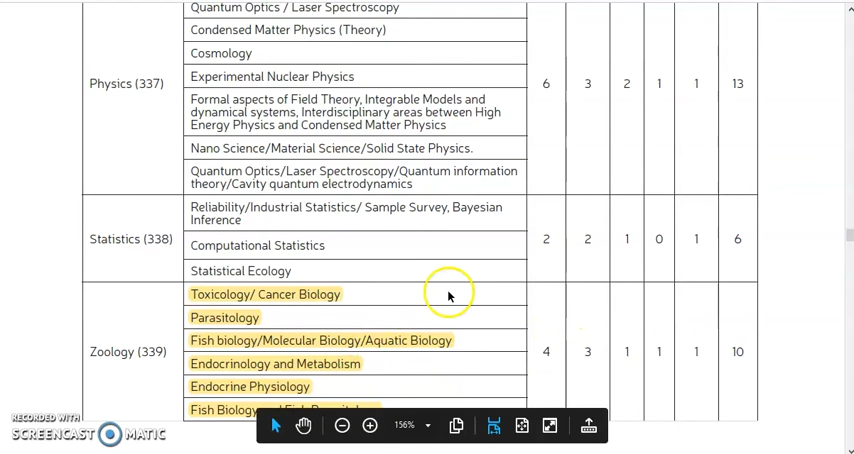 Quantum Optics / Laser Spectroscopy
Condensed Matter Physics (Theory)
Cosmology
Physics (337)
Experimental Nuclear Physics
6 3 2 1 1 13
Formal aspects of Field Theory, Integrable Models and
dynamical systems, Interdisciplinary areas between High
Energy Physics and Condensed Matter Physics
Nano Science/Material Science/Solid State Physics.
Quantum Optics/Laser Spectroscopy/Quantum information
theory/Cavity quantum electrodynamics
Reliability/Industrial Statistics/ Sample Survey, Bayesian
Inference
Statistics (338)
Computational Statistics
2 2 1 0 1 6
Statistical Ecology
Toxicology/ Cancer Biology
Parasitology
Fish biology/Molecular Biology/Aquatic Biology
Zoology (339)
4 3 1 1 1 10
Endocrinology and Metabolism
Endocrine Physiology
Fish Biology
156%
RECORDED WITH
SCREENCAST MATIC